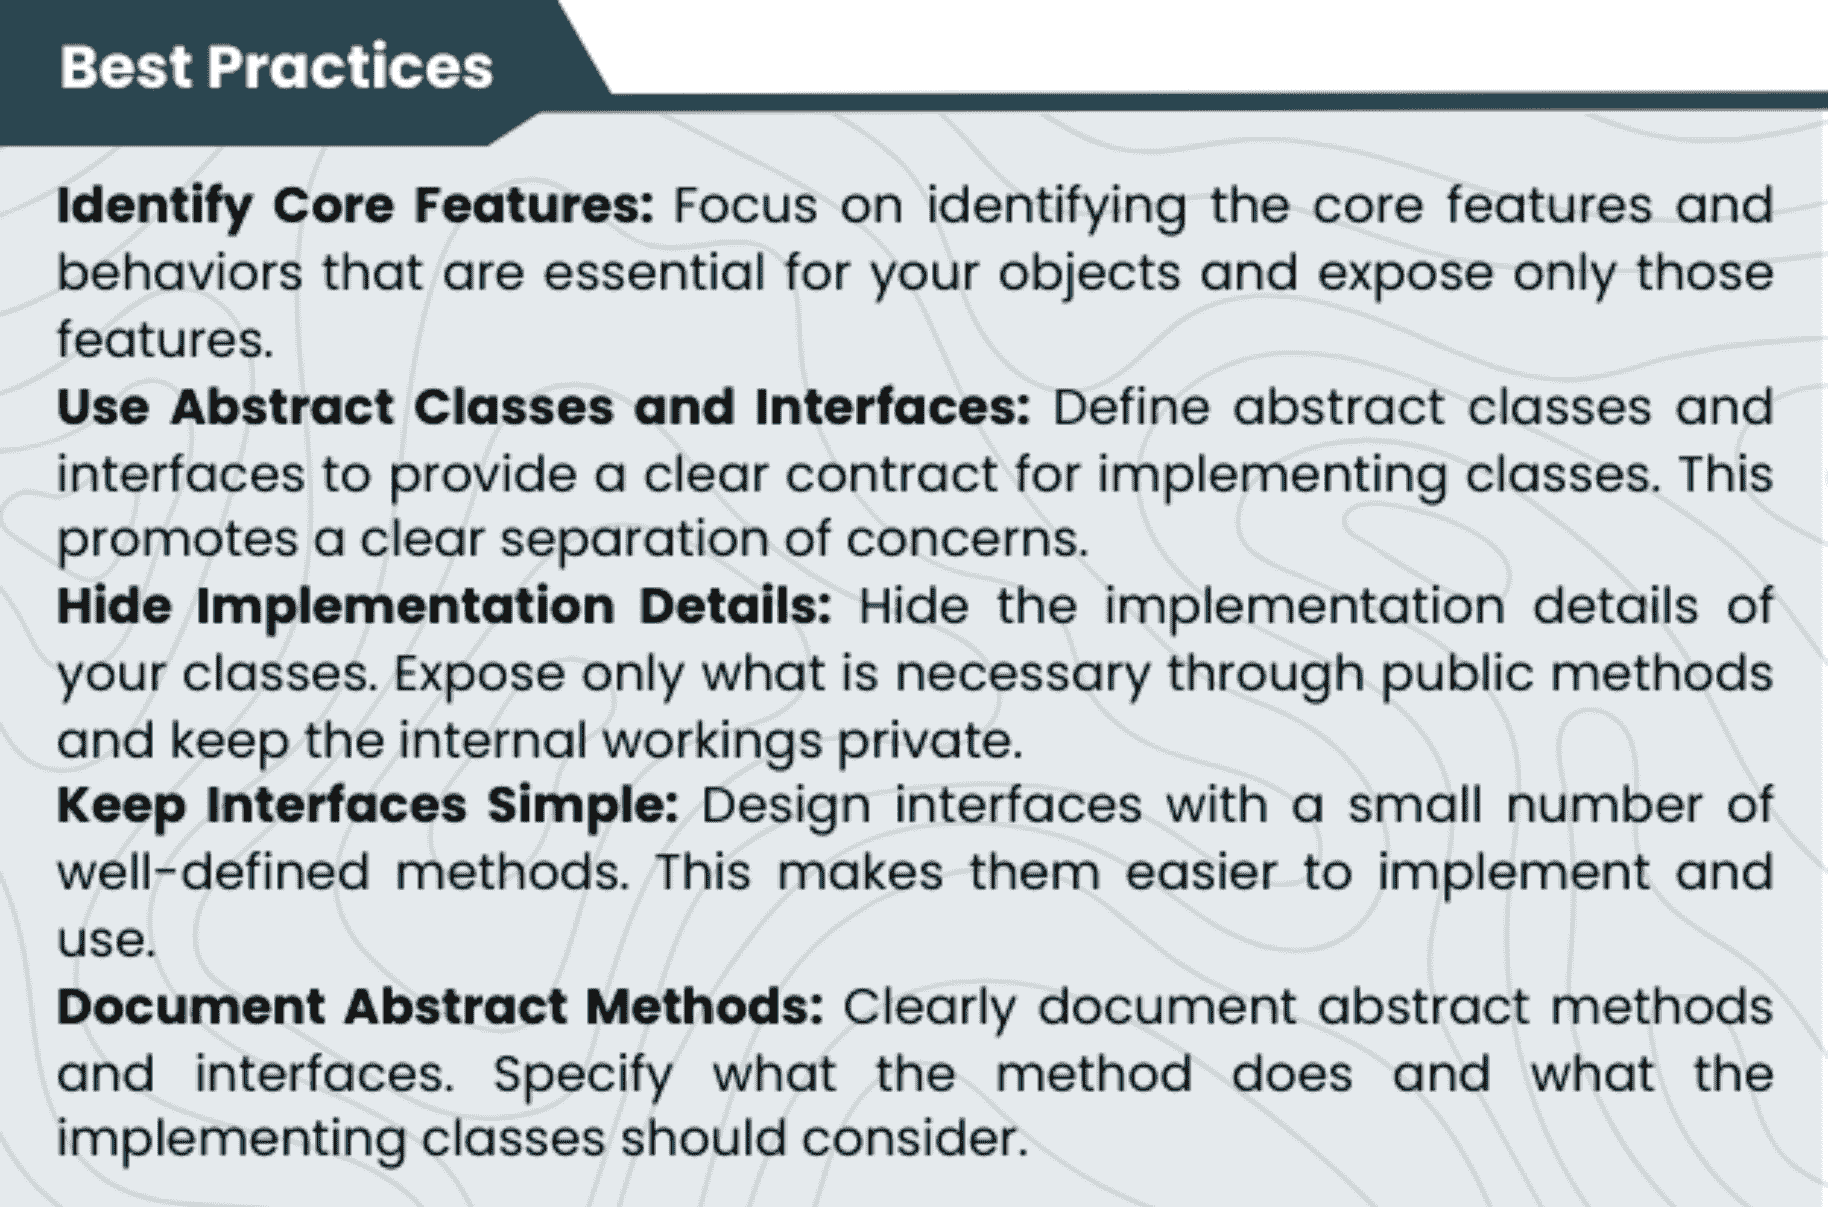 Best Practices
Identify Core Features: Focus on identifying the core features and
behaviors that are essential for your objects and expose only those
features.
Use Abstract Classes and Interfaces: Define abstract classes and
interfaces to provide a clear contract for implementing classes. This
promotes a clear separation of concerns.
Hide Implementation Details: Hide the implementation details of
your classes. Expose only what is necessary through public methods
and keep the internal workings private.
Keep Interfaces Simple: Design interfaces with a small number of
well-defined methods. This makes them easier to implement and
use.
Document Abstract Methods: Clearly document abstract methods
and interfaces. Specify what the method does and what the
implementing classes should consider.